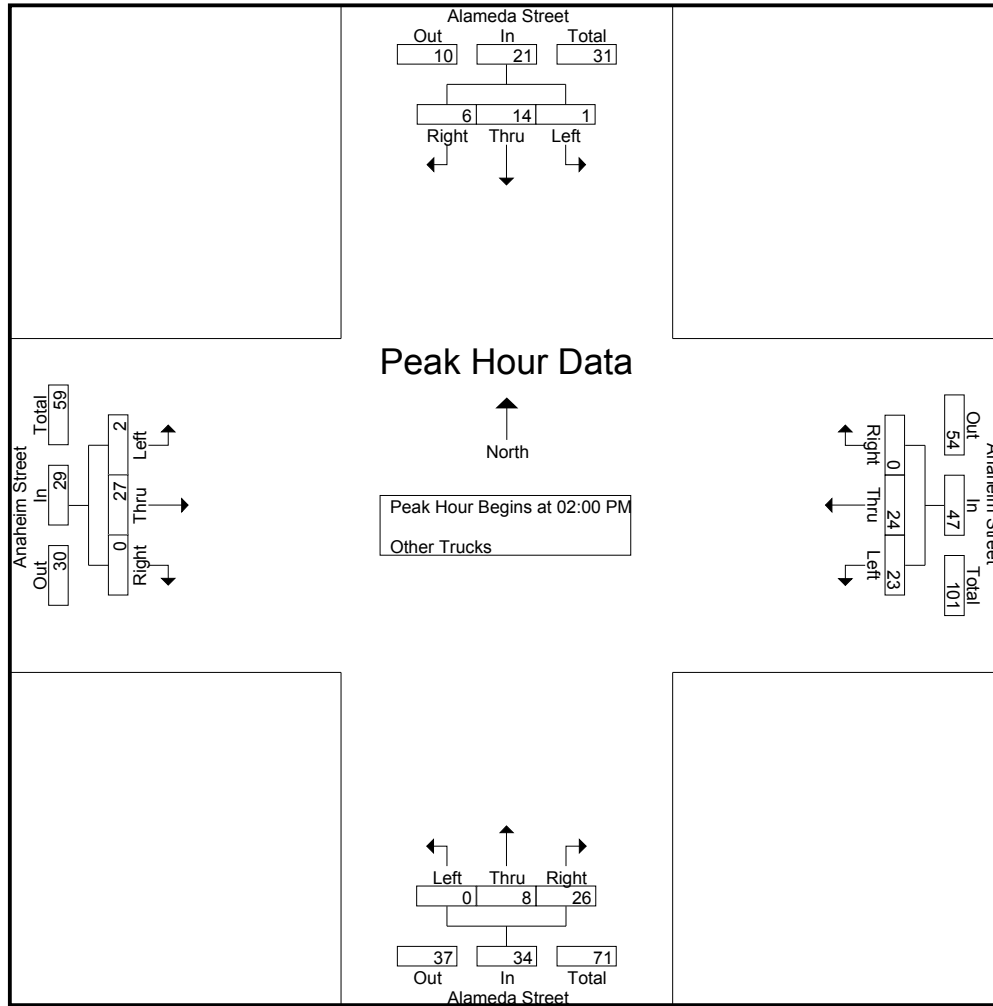 Alameda Street
Out In Total
10 21 31
6 14 1
Right Thru Left
Peak Hour Data
North
Peak Hour Begins at 02:00 PM
Other Trucks
Anaheim Street
Total In Out
59 29 30
2 27 0
Left Thru Right
Right Thru Left
0 24 23
Out In Total
54 47 101
Anaheim Street
Left Thru Right
0 8 26
37 34 71
Out In Total
Alameda Street